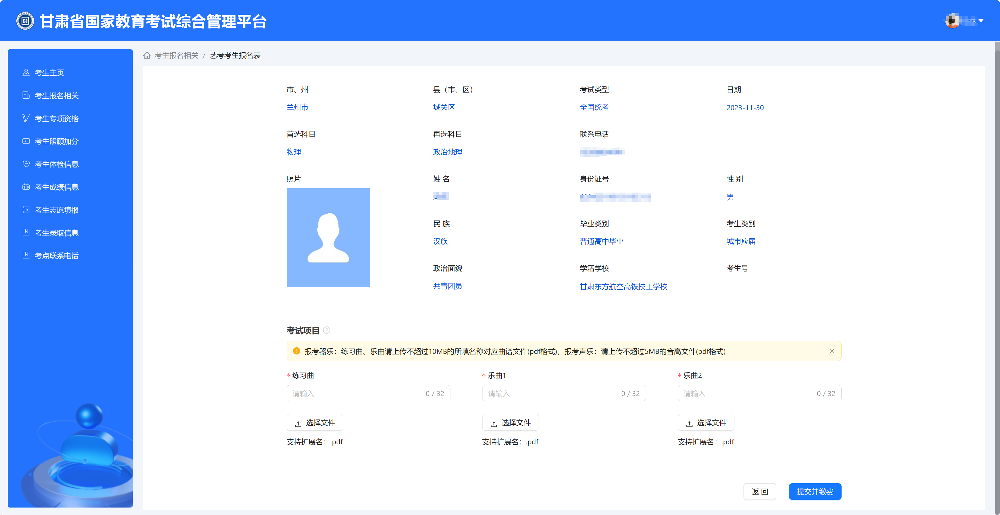 甘肃省国家教育考试综合管理平台
考生主页
考生报名相关
考生专项资格
考生照顾加分
考生体检信息
考生成绩信息
考生志愿填报
考生录取信息
考点联系电话
考生报名相关 / 艺考考生报名表
市、州 县（市、区） 考试类型 日期
兰州市 城关区 全国统考 2023-11-30
首选科目 再选科目 联系电话
物理 政治地理
照片 姓 名 身份证号 性 别
男
民 族 毕业类别 考生类别
汉族 普通高中毕业 城市应届
政治面貌 学籍学校 考生号
共青团员 甘肃东方航空高铁技工学校
考试项目
报考器乐：练习曲、乐曲请上传不超过10MB的所填名称对应曲谱文件(pdf格式)，报考声乐：请上传不超过5MB的音高文件(pdf格式)
* 练习曲 * 乐曲1 * 乐曲2
请输入 0 / 32 请输入 0 / 32 请输入 0 / 32
选择文件 选择文件 选择文件
支持扩展名：.pdf 支持扩展名：.pdf 支持扩展名：.pdf
返 回 提交并缴费